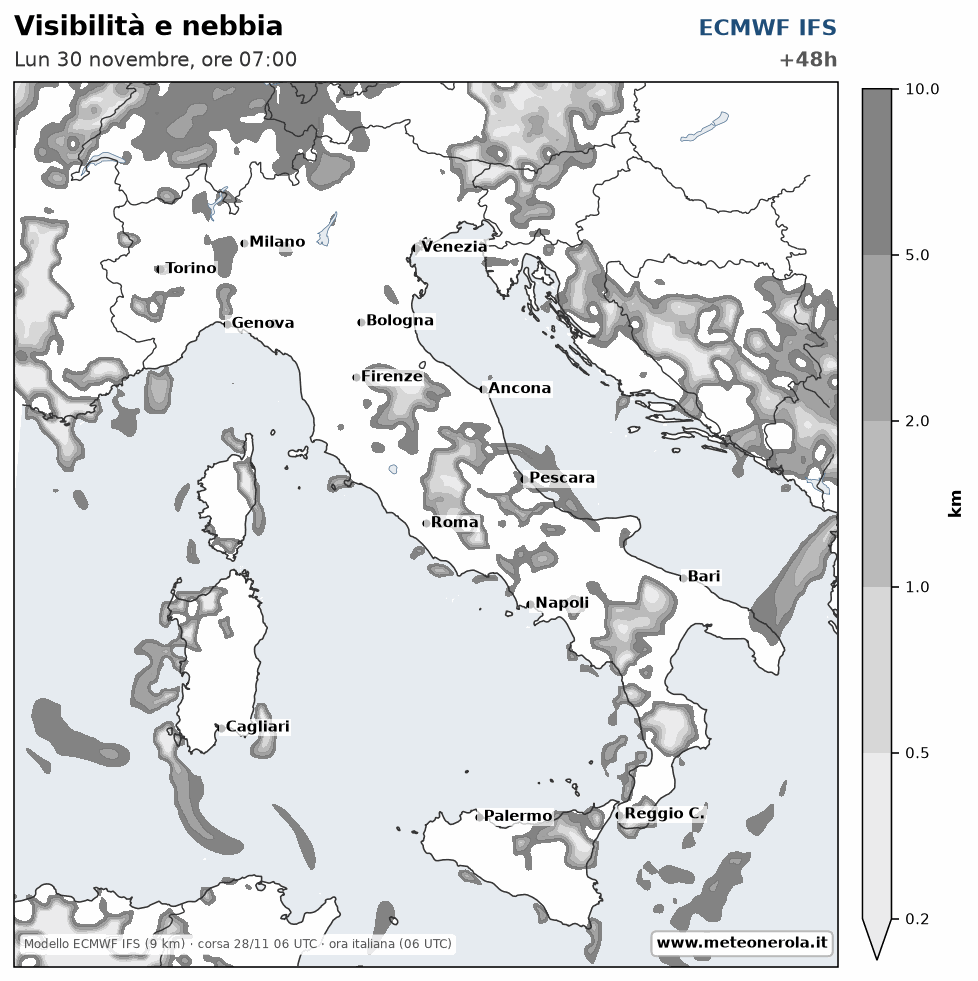 Visibilità e nebbia
ECMWF IFS
Lun 30 novembre, ore 07:00
+48h
10.0
5.0
2.0
1.0
0.5
0.2
km
Milano
Venezia
Torino
Genova
Bologna
Firenze
Ancona
Pescara
Roma
Bari
Napoli
Cagliari
Palermo
Reggio C.
Modello ECMWF IFS (9 km) · corsa 28/11 06 UTC · ora italiana (06 UTC)
www.meteonerola.it